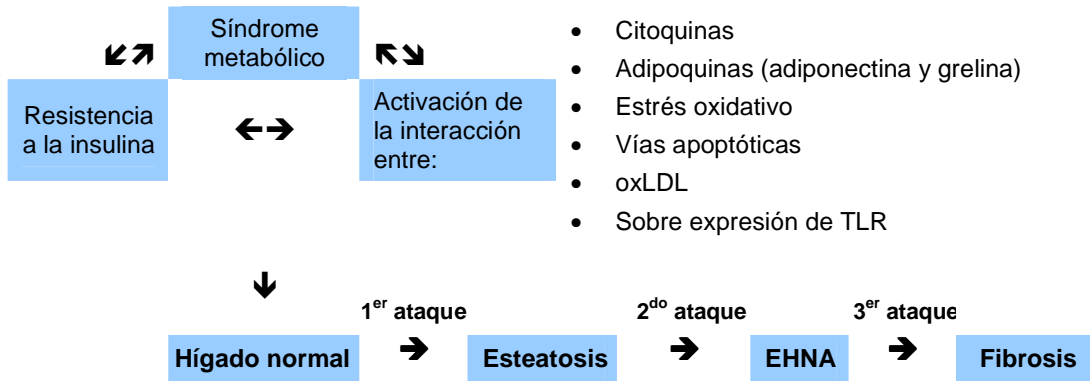 Síndrome
metabólico
Resistencia
a la insulina
Activación de
la interacción
entre:
• Citoquinas
• Adipoquinas (adiponectina y grelina)
• Estrés oxidativo
• Vías apoptóticas
• oxLDL
• Sobre expresión de TLR
1er ataque
2do ataque
3er ataque
Hígado normal
Esteatosis
EHNA
Fibrosis